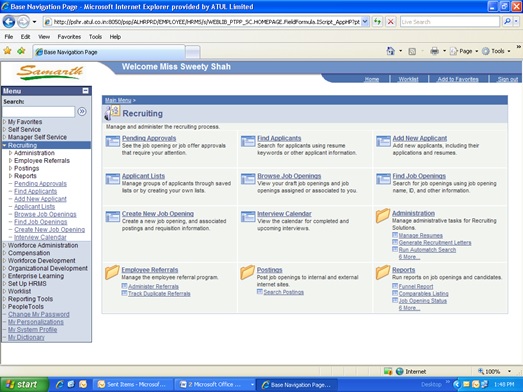 Base Navigation Page - Microsoft Internet Explorer provided by ATUL Limited
http://pshr.atul.co.in:8050/psp/ALHRPRD/EMPLOYEE/HRMS/s/WEBLIB_PTPP_SC.HOMEPAGE.FieldFormula.IScript_AppHP?pt
Live Search
File Edit View Favorites Tools Help
Base Navigation Page
Page Tools
Samarth
Welcome Miss Sweety Shah
Home Worklist Add to Favorites Sign out
Menu
Search:
My Favorites
Self Service
Manager Self Service
Recruiting
Administration
Employee Referrals
Postings
Reports
Pending Approvals
Find Applicants
Add New Applicant
Applicant Lists
Browse Job Openings
Find Job Openings
Create New Job Opening
Interview Calendar
Workforce Administration
Compensation
Workforce Development
Organizational Development
Enterprise Learning
Set Up HRMS
Worklist
Reporting Tools
PeopleTools
Change My Password
My Personalizations
My System Profile
My Dictionary
Main Menu >
Recruiting
Manage and administer the recruiting process.
Pending Approvals
See the job opening or job offer approvals
that require your attention.
Find Applicants
Search for applicants using resume
keywords or other applicant information.
Add New Applicant
Add new applicants, including their
applications and resumes.
Applicant Lists
Manage groups of applicants through saved
lists or by creating your own lists.
Browse Job Openings
View your draft job openings and job
openings assigned or associated to you.
Find Job Openings
Search for job openings using job opening
name, ID, and other information.
Create New Job Opening
Create a new job opening, and associated
postings and requisition information.
Interview Calendar
View the calendar for completed and
upcoming interviews.
Administration
Manage administrative tasks for Recruiting
Solutions.
Manage Resumes
Generate Recruitment Letters
Run Automatch Search
6 More...
Employee Referrals
Manage the employee referral program.
Administer Referrals
Track Duplicate Referrals
Postings
Post job openings to internal and external
internet sites.
Search Postings
Reports
Run reports on job openings and candidates.
Funnel Report
Comparables Listing
Job Opening Status
6 More...
Internet
100%
start
Sent Items - Microsof...
2 Microsoft Office ...
Base Navigation Page...
Desktop
1:48 PM